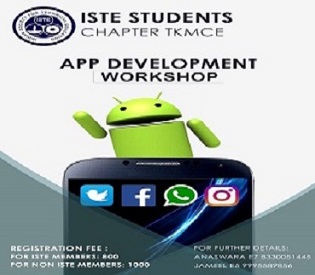 ISTE STUDENTS
CHAPTER TKMCE
APP DEVELOPMENT
WORKSHOP
REGISTRATION FEE :
FOR ISTE MEMBERS: 800
FOR NON ISTE MEMBERS: 1000
FOR FURTHER DETAILS: